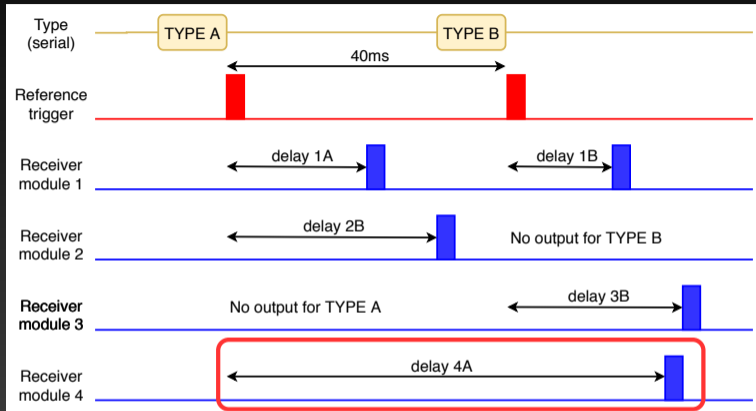 Type
(serial)
TYPE A
TYPE B
40ms
Reference
trigger
Receiver
module 1
delay 1A
delay 1B
Receiver
module 2
delay 2B
No output for TYPE B
Receiver
module 3
No output for TYPE A
delay 3B
Receiver
module 4
delay 4A